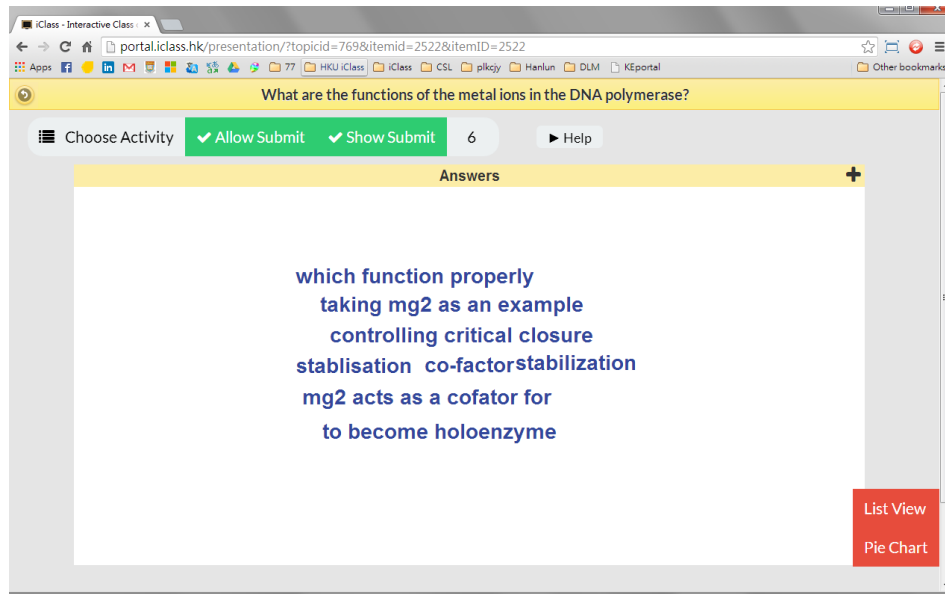 iClass - Interactive Class
portal.iclass.hk/presentation/?topicid=769&itemid=2522&itemID=2522
Apps 77 HKU iClass iClass CSL plkcjy Hanlun DLM KEportal Other bookmarks
What are the functions of the metal ions in the DNA polymerase?
Choose Activity Allow Submit Show Submit 6 Help
Answers
which function properly
taking mg2 as an example
controlling critical closure
stablisation co-factor stabilization
mg2 acts as a cofator for
to become holoenzyme
List View
Pie Chart